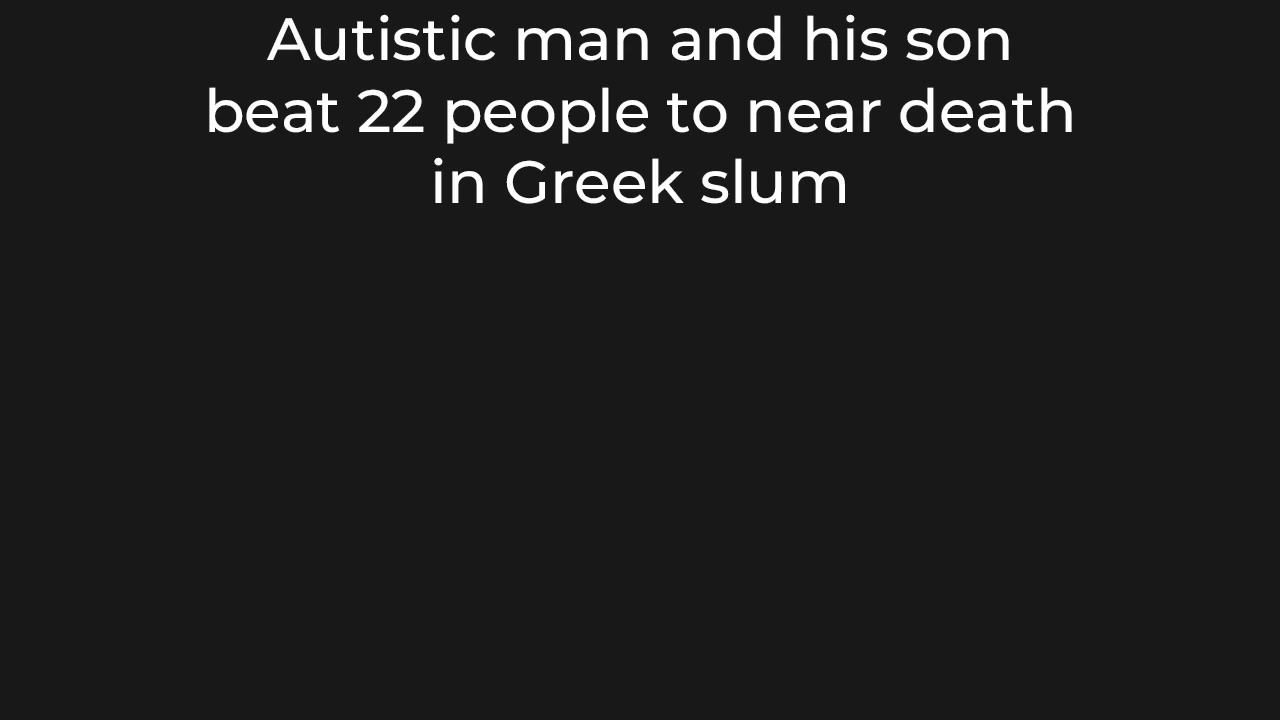 Autistic man and his son
beat 22 people to near death
in Greek slum